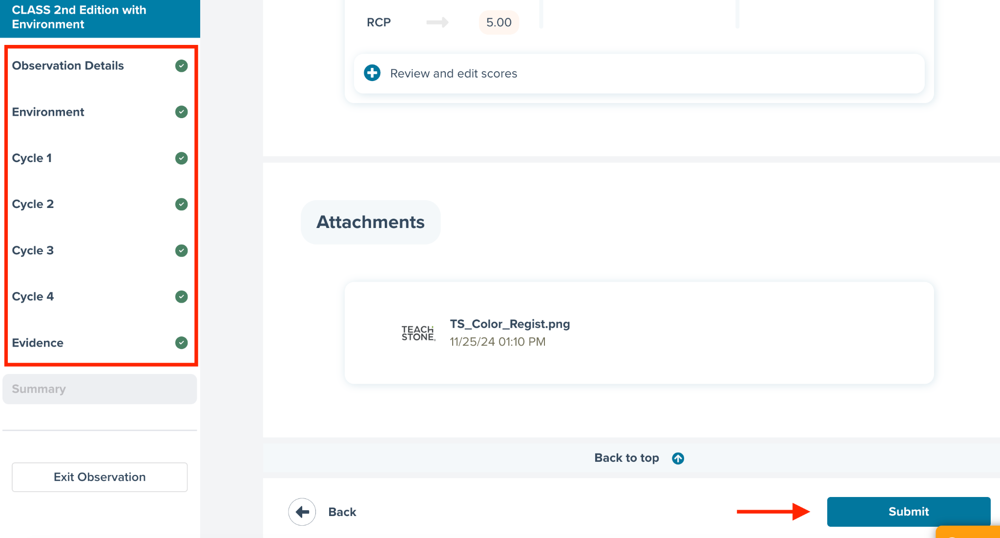 CLASS 2nd Edition with
Environment
Observation Details
Environment
Cycle 1
Cycle 2
Cycle 3
Cycle 4
Evidence
Summary
Exit Observation
RCP
5.00
Review and edit scores
Attachments
TEACH
STONE
TS_Color_Regist.png
11/25/24 01:10 PM
Back to top
Back
Submit